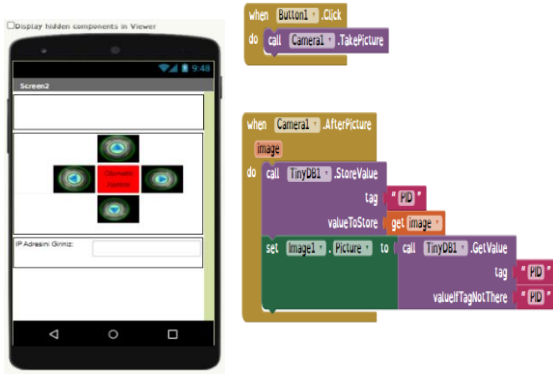 Display hidden components in Viewer
9:48
Screen2
Otomatik
Kontrol
IP Adresini Giriniz:
when Button1 .Click
do call Camera1 .TakePicture
when Camera1 .AfterPicture
image
do call TinyDB1 .StoreValue
tag " PID "
valueToStore get image
set Image1 . Picture to call TinyDB1 .GetValue
tag " PID "
valueIfTagNotThere " PID "